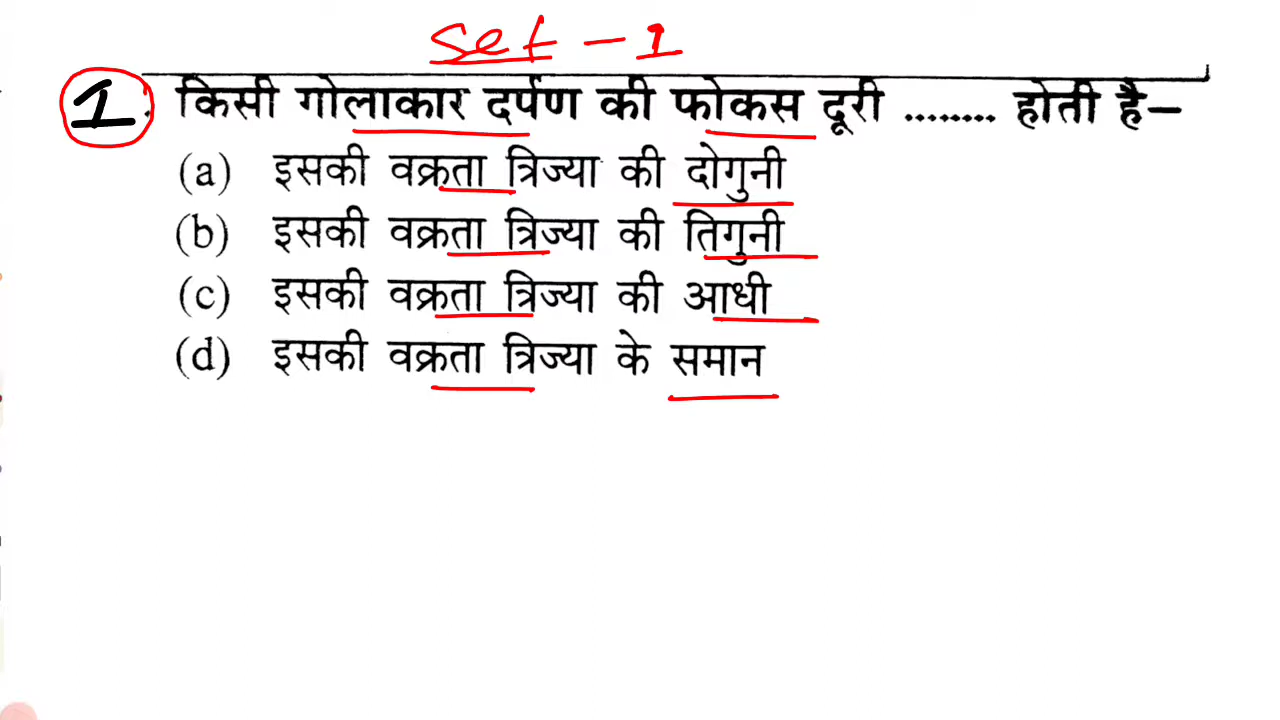 Set - 1
1. किसी गोलाकार दर्पण की फोकस दूरी ........ होती है–
(a) इसकी वक्रता त्रिज्या की दोगुनी
(b) इसकी वक्रता त्रिज्या की तिगुनी
(c) इसकी वक्रता त्रिज्या की आधी
(d) इसकी वक्रता त्रिज्या के समान